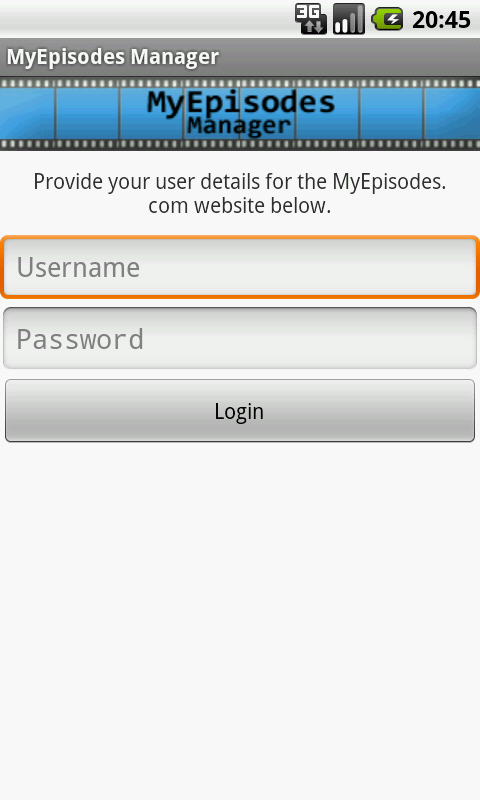 3G 20:45
MyEpisodes Manager
MyEpisodes
Manager
Provide your user details for the MyEpisodes.
com website below.
Username
Password
Login